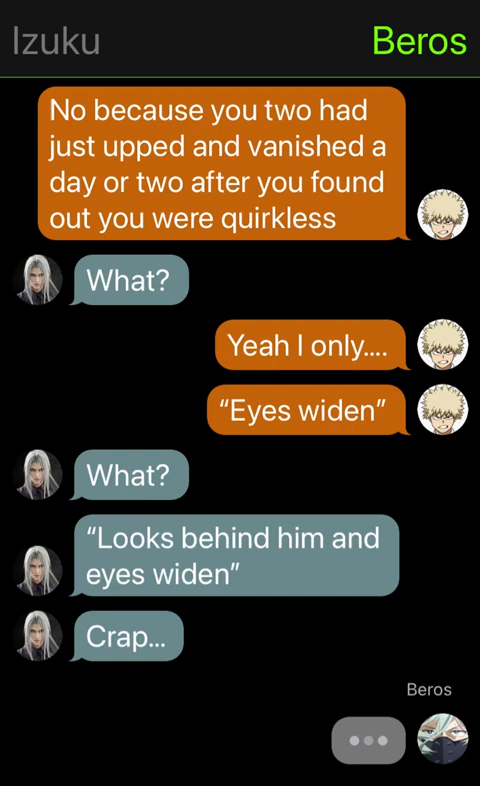 Izuku
Beros
No because you two had
just upped and vanished a
day or two after you found
out you were quirkless
What?
Yeah I only....
“Eyes widen”
What?
“Looks behind him and
eyes widen”
Crap...
Beros